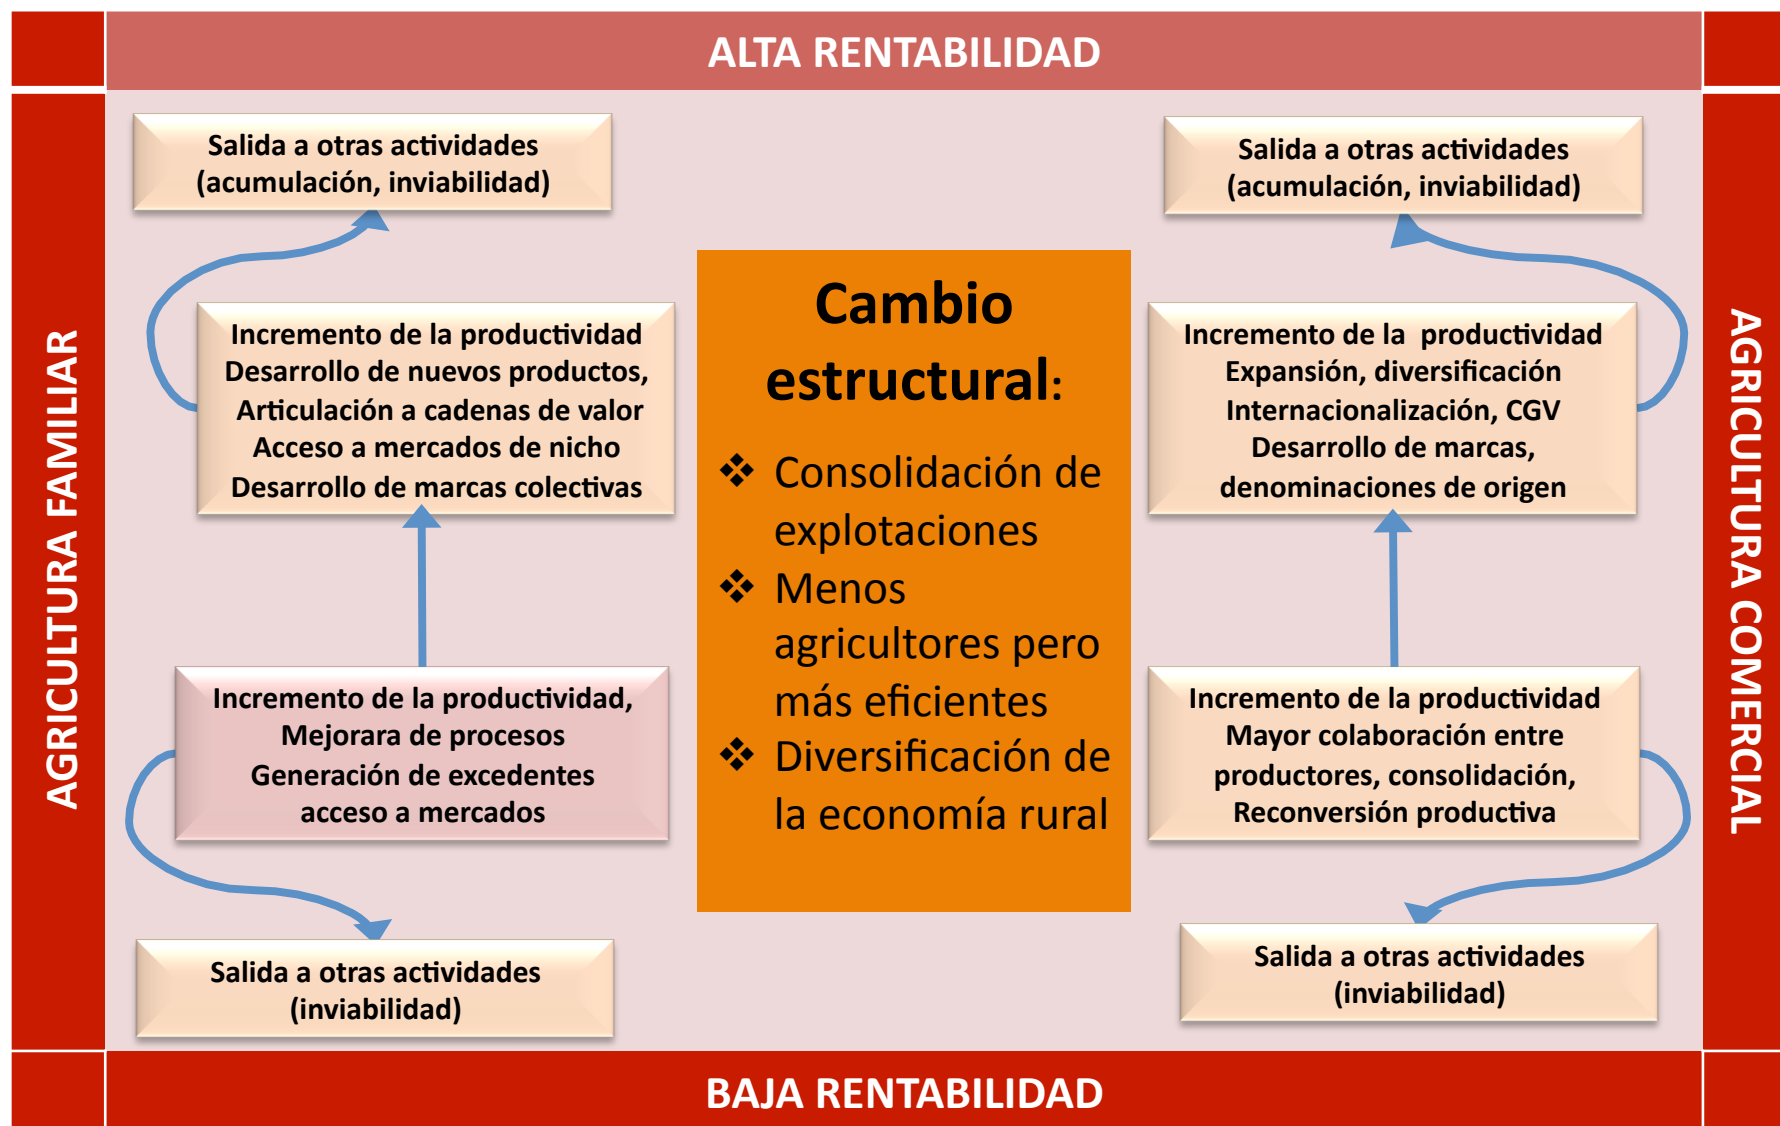 ALTA RENTABILIDAD
AGRICULTURA FAMILIAR
Salida a otras actividades
(acumulación, inviabilidad)
Incremento de la productividad
Desarrollo de nuevos productos,
Articulación a cadenas de valor
Acceso a mercados de nicho
Desarrollo de marcas colectivas
Incremento de la productividad,
Mejorara de procesos
Generación de excedentes
acceso a mercados
Salida a otras actividades
(inviabilidad)
Cambio
estructural:
❖ Consolidación de
explotaciones
❖ Menos
agricultores pero
más eficientes
❖ Diversificación de
la economía rural
Salida a otras actividades
(acumulación, inviabilidad)
Incremento de la productividad
Expansión, diversificación
Internacionalización, CGV
Desarrollo de marcas,
denominaciones de origen
Incremento de la productividad
Mayor colaboración entre
productores, consolidación,
Reconversión productiva
Salida a otras actividades
(inviabilidad)
AGRICULTURA COMERCIAL
BAJA RENTABILIDAD